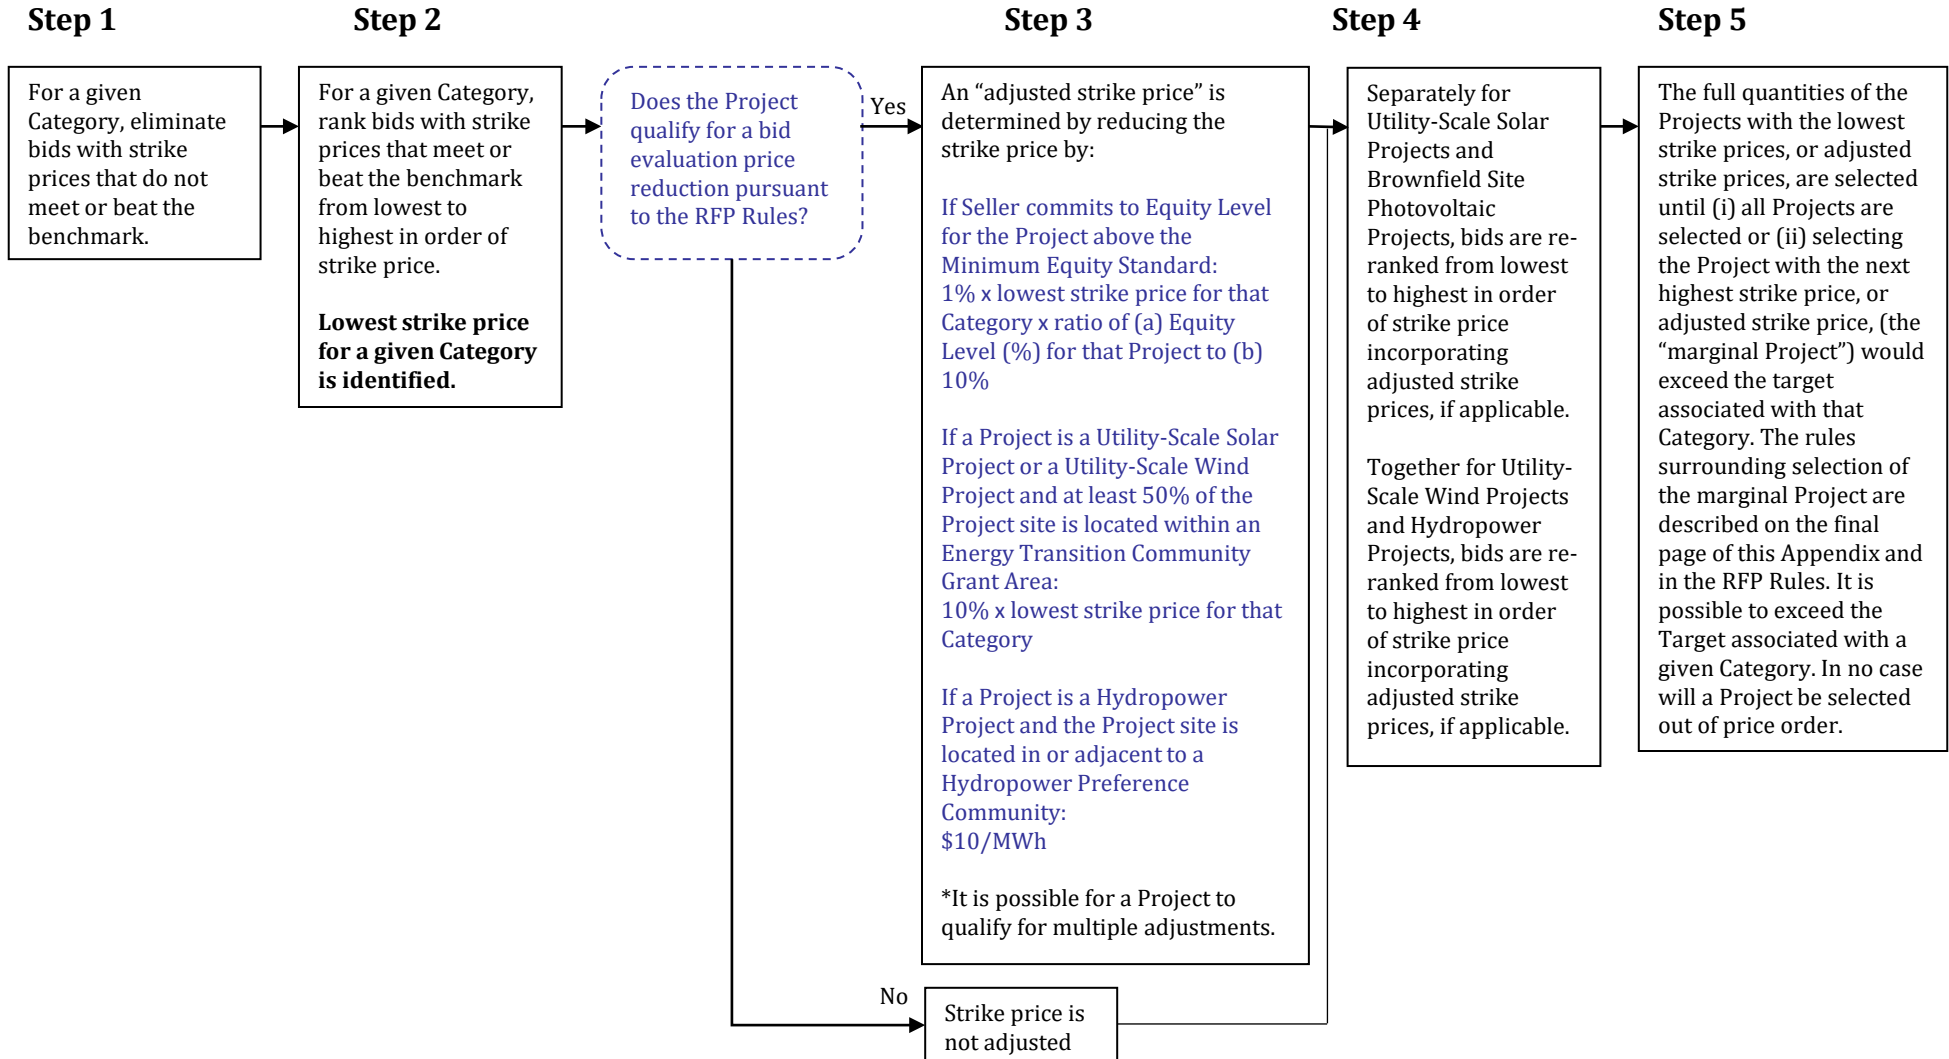 Step 1
Step 2
Step 3
Step 4
Step 5
For a given
Category, eliminate
bids with strike
prices that do not
meet or beat the
benchmark.
For a given Category,
rank bids with strike
prices that meet or
beat the benchmark
from lowest to
highest in order of
strike price.
Lowest strike price
for a given Category
is identified.
Does the Project
qualify for a bid
evaluation price
reduction pursuant
to the RFP Rules?
Yes
An “adjusted strike price” is
determined by reducing the
strike price by:
If Seller commits to Equity Level
for the Project above the
Minimum Equity Standard:
1% x lowest strike price for that
Category x ratio of (a) Equity
Level (%) for that Project to (b)
10%
If a Project is a Utility-Scale Solar
Project or a Utility-Scale Wind
Project and at least 50% of the
Project site is located within an
Energy Transition Community
Grant Area:
10% x lowest strike price for that
Category
If a Project is a Hydropower
Project and the Project site is
located in or adjacent to a
Hydropower Preference
Community:
$10/MWh
*It is possible for a Project to
qualify for multiple adjustments.
No
Strike price is
not adjusted
Separately for
Utility-Scale Solar
Projects and
Brownfield Site
Photovoltaic
Projects, bids are re-
ranked from lowest
to highest in order
of strike price
incorporating
adjusted strike
prices, if applicable.
Together for Utility-
Scale Wind Projects
and Hydropower
Projects, bids are re-
ranked from lowest
to highest in order
of strike price
incorporating
adjusted strike
prices, if applicable.
The full quantities of the
Projects with the lowest
strike prices, or adjusted
strike prices, are selected
until (i) all Projects are
selected or (ii) selecting
the Project with the next
highest strike price, or
adjusted strike price, (the
“marginal Project”) would
exceed the target
associated with that
Category. The rules
surrounding selection of
the marginal Project are
described on the final
page of this Appendix and
in the RFP Rules. It is
possible to exceed the
Target associated with a
given Category. In no case
will a Project be selected
out of price order.